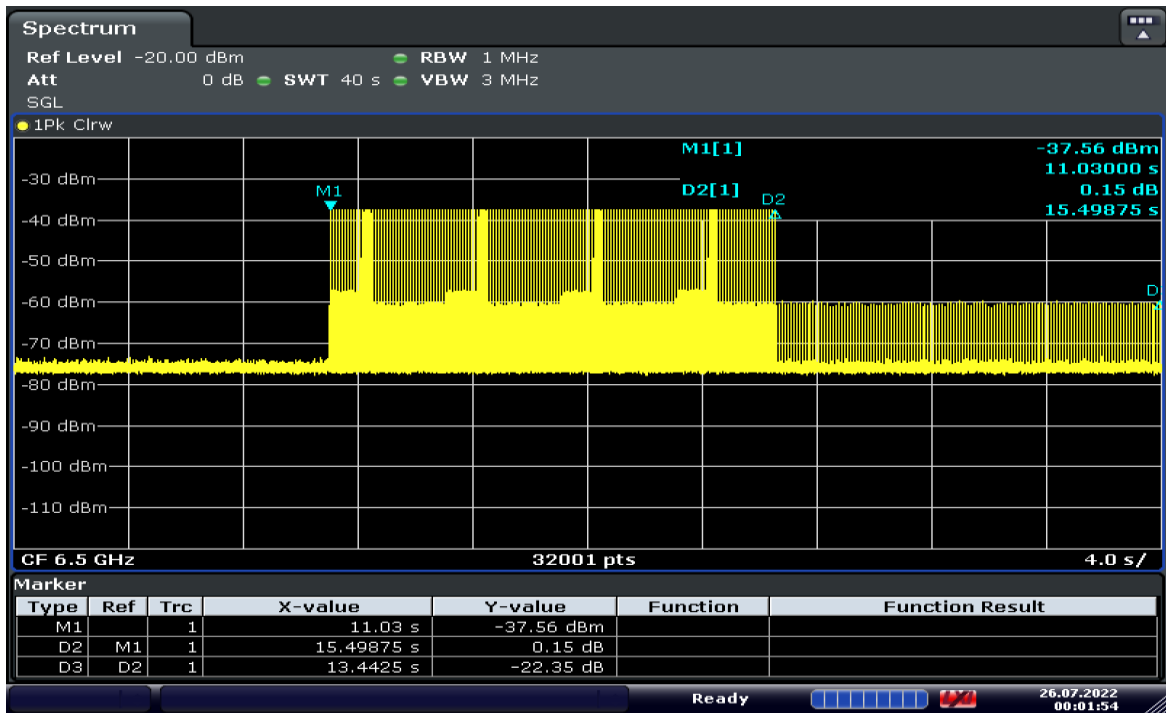 Spectrum
Ref Level -20.00 dBm RBW 1 MHz
Att 0 dB SWT 40 s VBW 3 MHz
SGL
1Pk Clrw
M1[1] -37.56 dBm
11.03000 s
D2[1] 0.15 dB
15.49875 s
-30 dBm
M1
D2
-40 dBm
-50 dBm
-60 dBm
D
-70 dBm
-80 dBm
-90 dBm
-100 dBm
-110 dBm
CF 6.5 GHz 32001 pts 4.0 s/
Marker
Type Ref Trc X-value Y-value Function Function Result
M1 1 11.03 s -37.56 dBm
D2 M1 1 15.49875 s 0.15 dB
D3 D2 1 13.4425 s -22.35 dB
Ready 26.07.2022
00:01:54